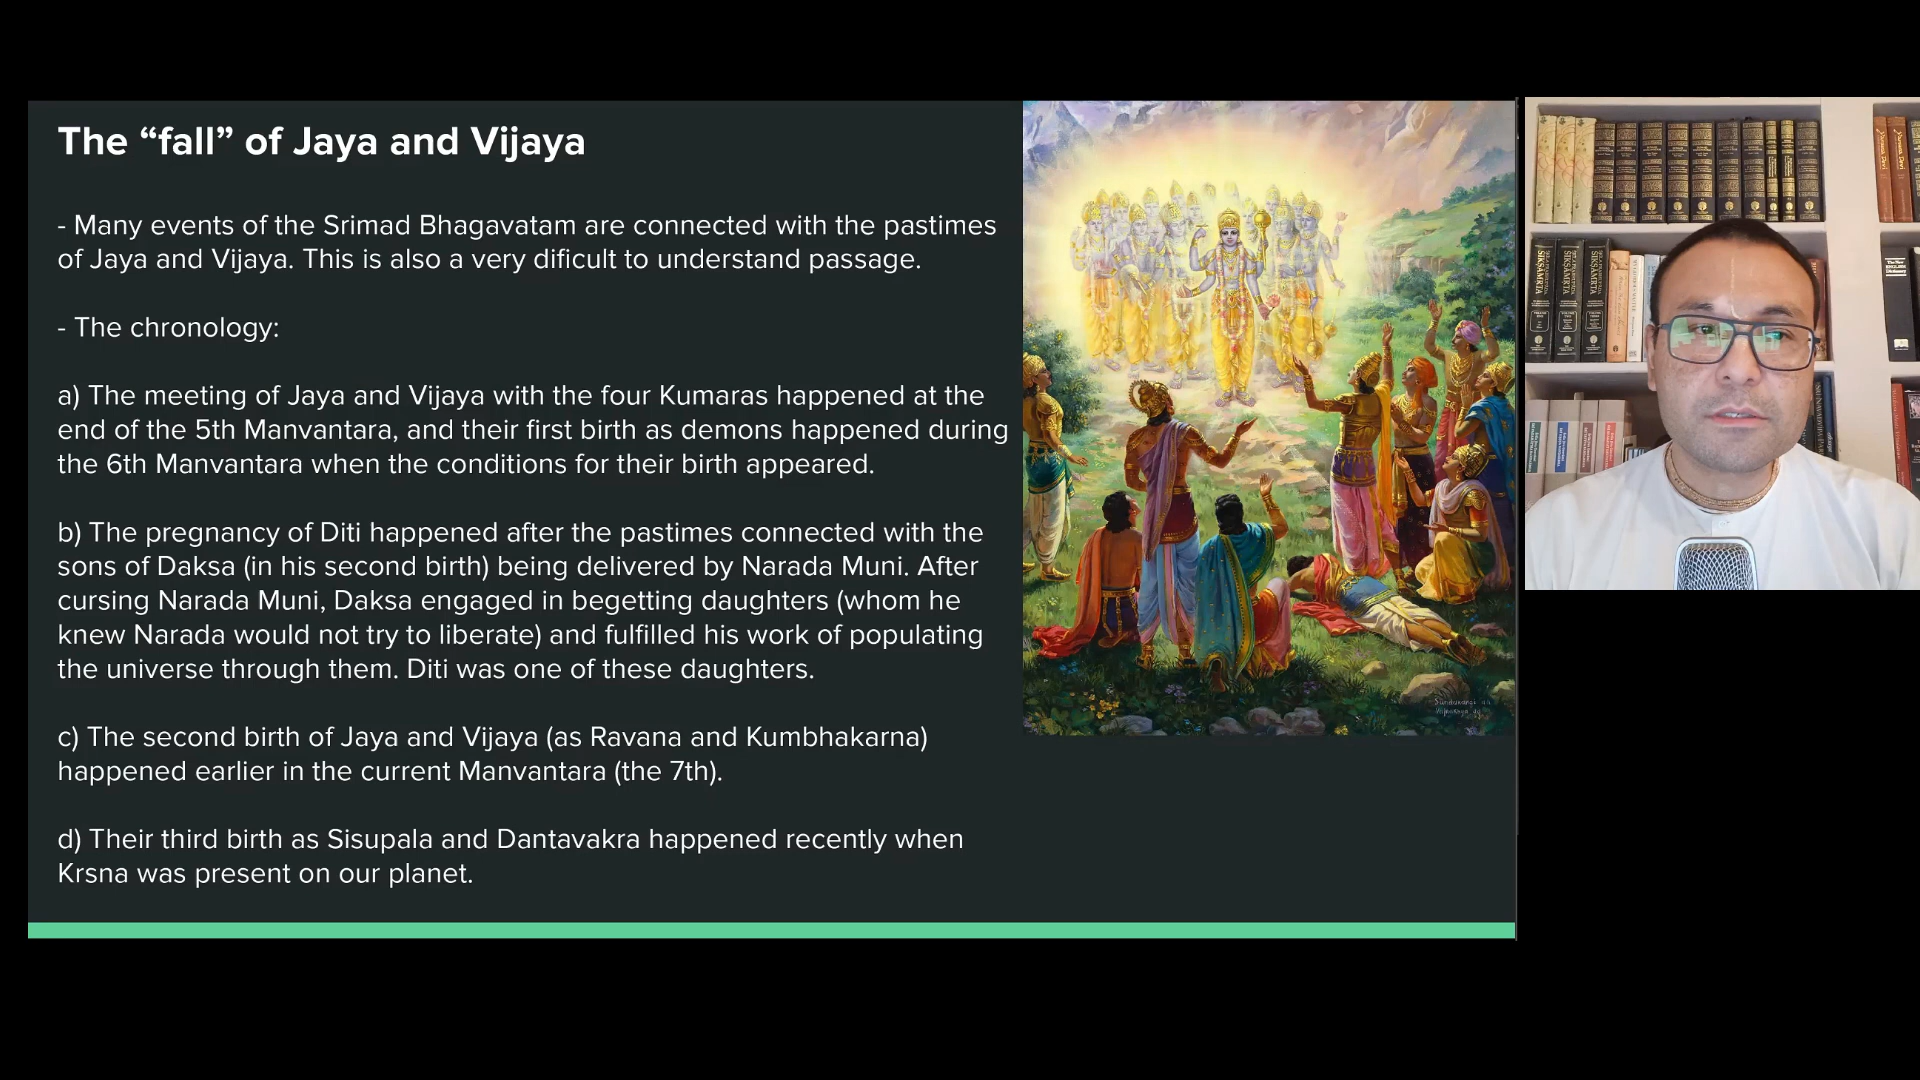 The “fall” of Jaya and Vijaya
- Many events of the Srimad Bhagavatam are connected with the pastimes
of Jaya and Vijaya. This is also a very dificult to understand passage.
- The chronology:
a) The meeting of Jaya and Vijaya with the four Kumaras happened at the
end of the 5th Manvantara, and their first birth as demons happened during
the 6th Manvantara when the conditions for their birth appeared.
b) The pregnancy of Diti happened after the pastimes connected with the
sons of Daksa (in his second birth) being delivered by Narada Muni. After
cursing Narada Muni, Daksa engaged in begetting daughters (whom he
knew Narada would not try to liberate) and fulfilled his work of populating
the universe through them. Diti was one of these daughters.
c) The second birth of Jaya and Vijaya (as Ravana and Kumbhakarna)
happened earlier in the current Manvantara (the 7th).
d) Their third birth as Sisupala and Dantavakra happened recently when
Krsna was present on our planet.